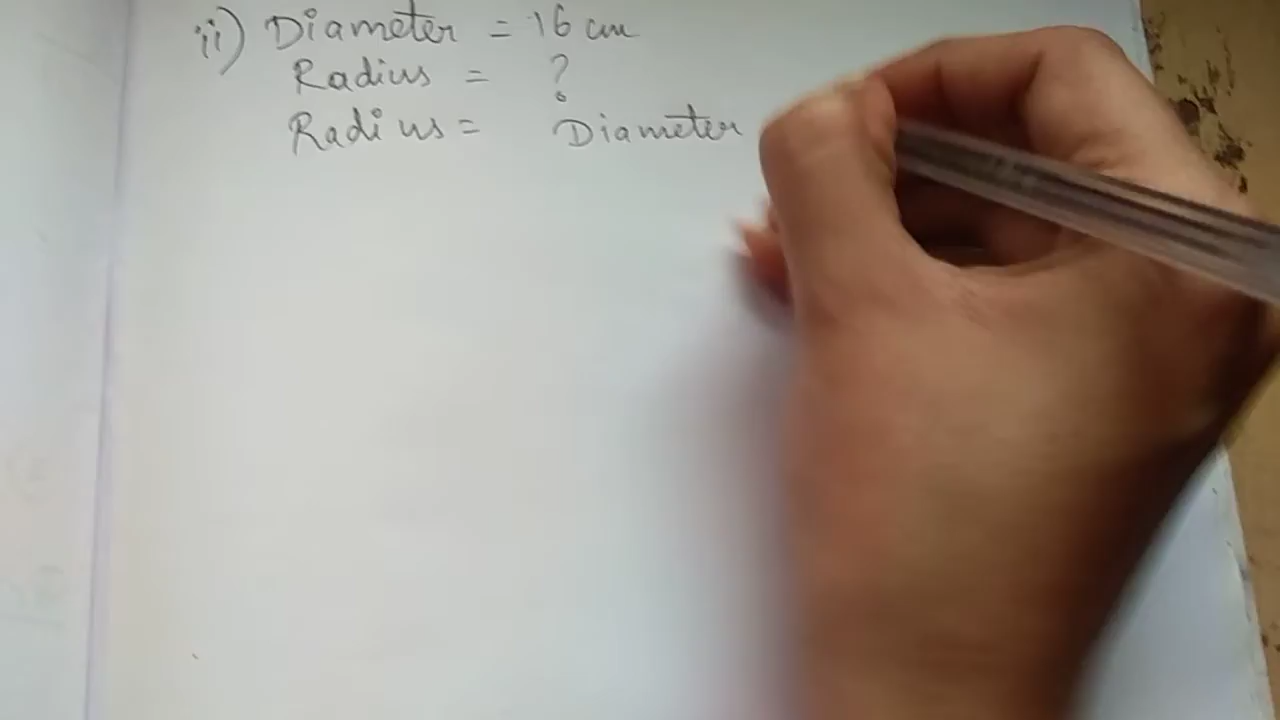 ii) Diameter = 16 cm
Radius = ?
Radius = Diameter